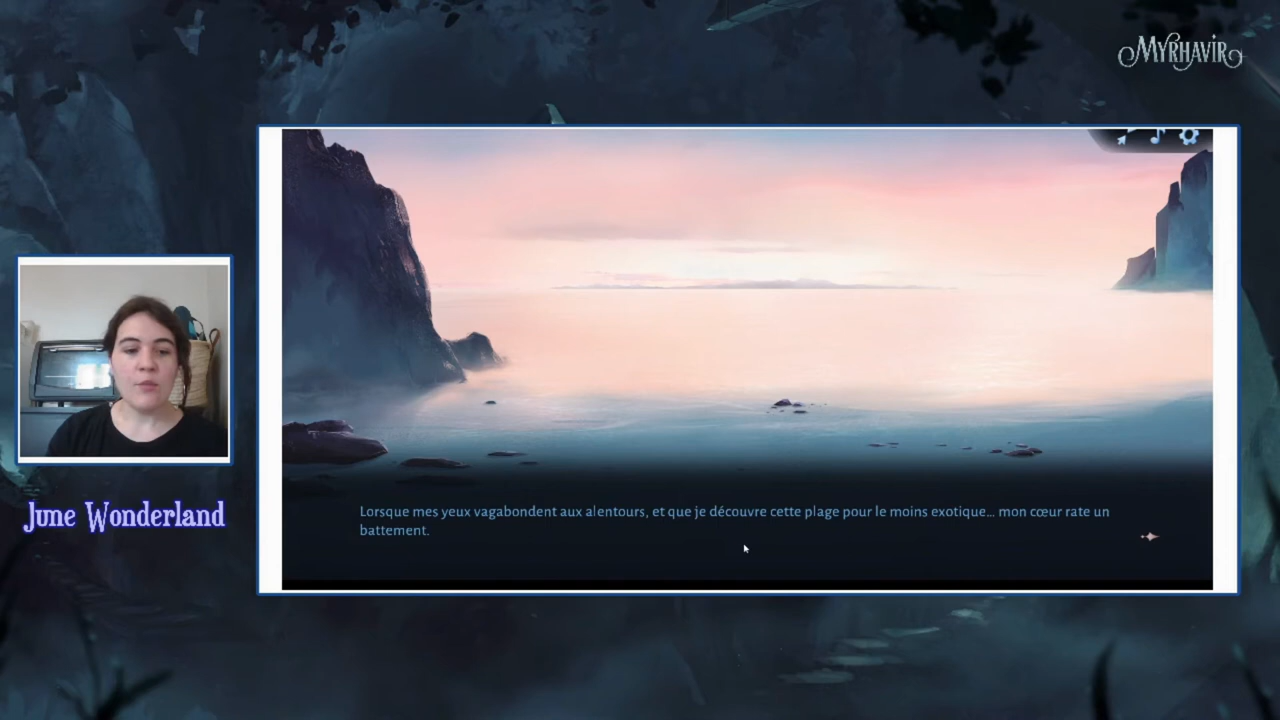 MYRHAVIR
Lorsque mes yeux vagabondent aux alentours, et que je découvre cette plage pour le moins exotique... mon cœur rate un
battement.
June Wonderland